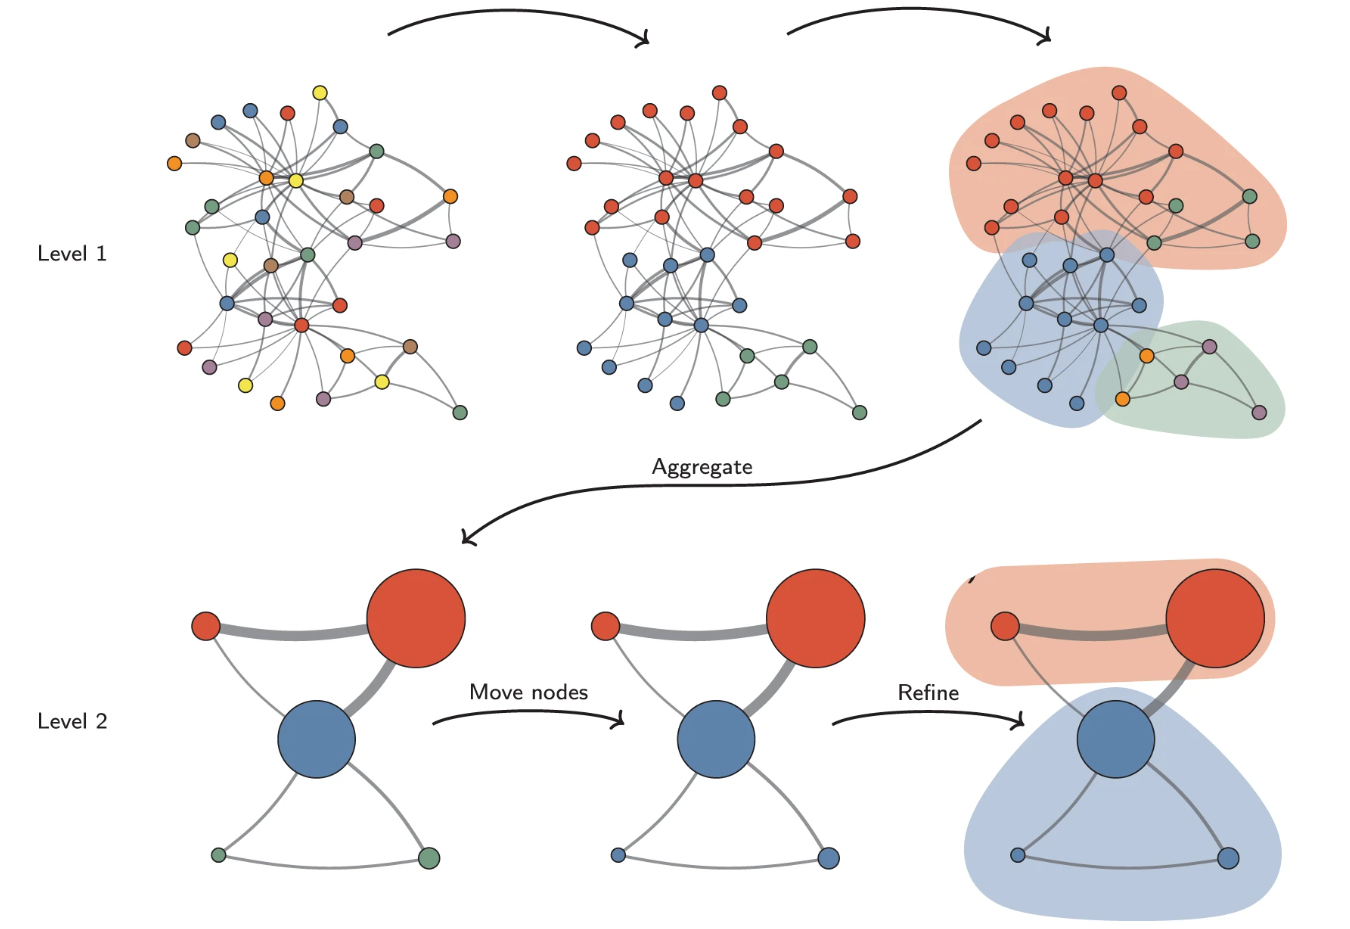 Level 1
Aggregate
Move nodes
Refine
Level 2